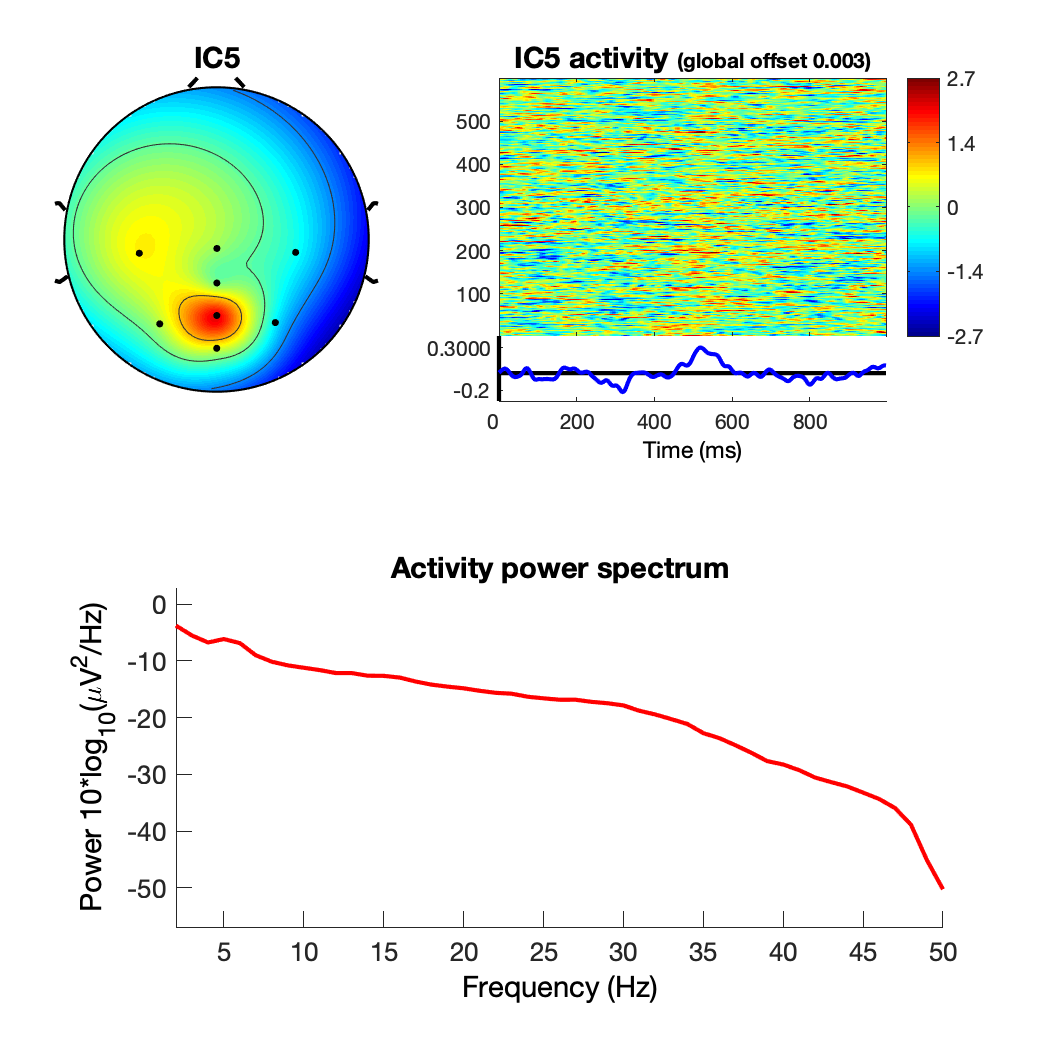 IC5
IC5 activity (global offset 0.003)
2.7
1.4
0
-1.4
-2.7
500
400
300
200
100
0.3000
-0.2
0 200 400 600 800
Time (ms)
Activity power spectrum
Power 10*log10(μV2/Hz)
0
-10
-20
-30
-40
-50
5 10 15 20 25 30 35 40 45 50
Frequency (Hz)